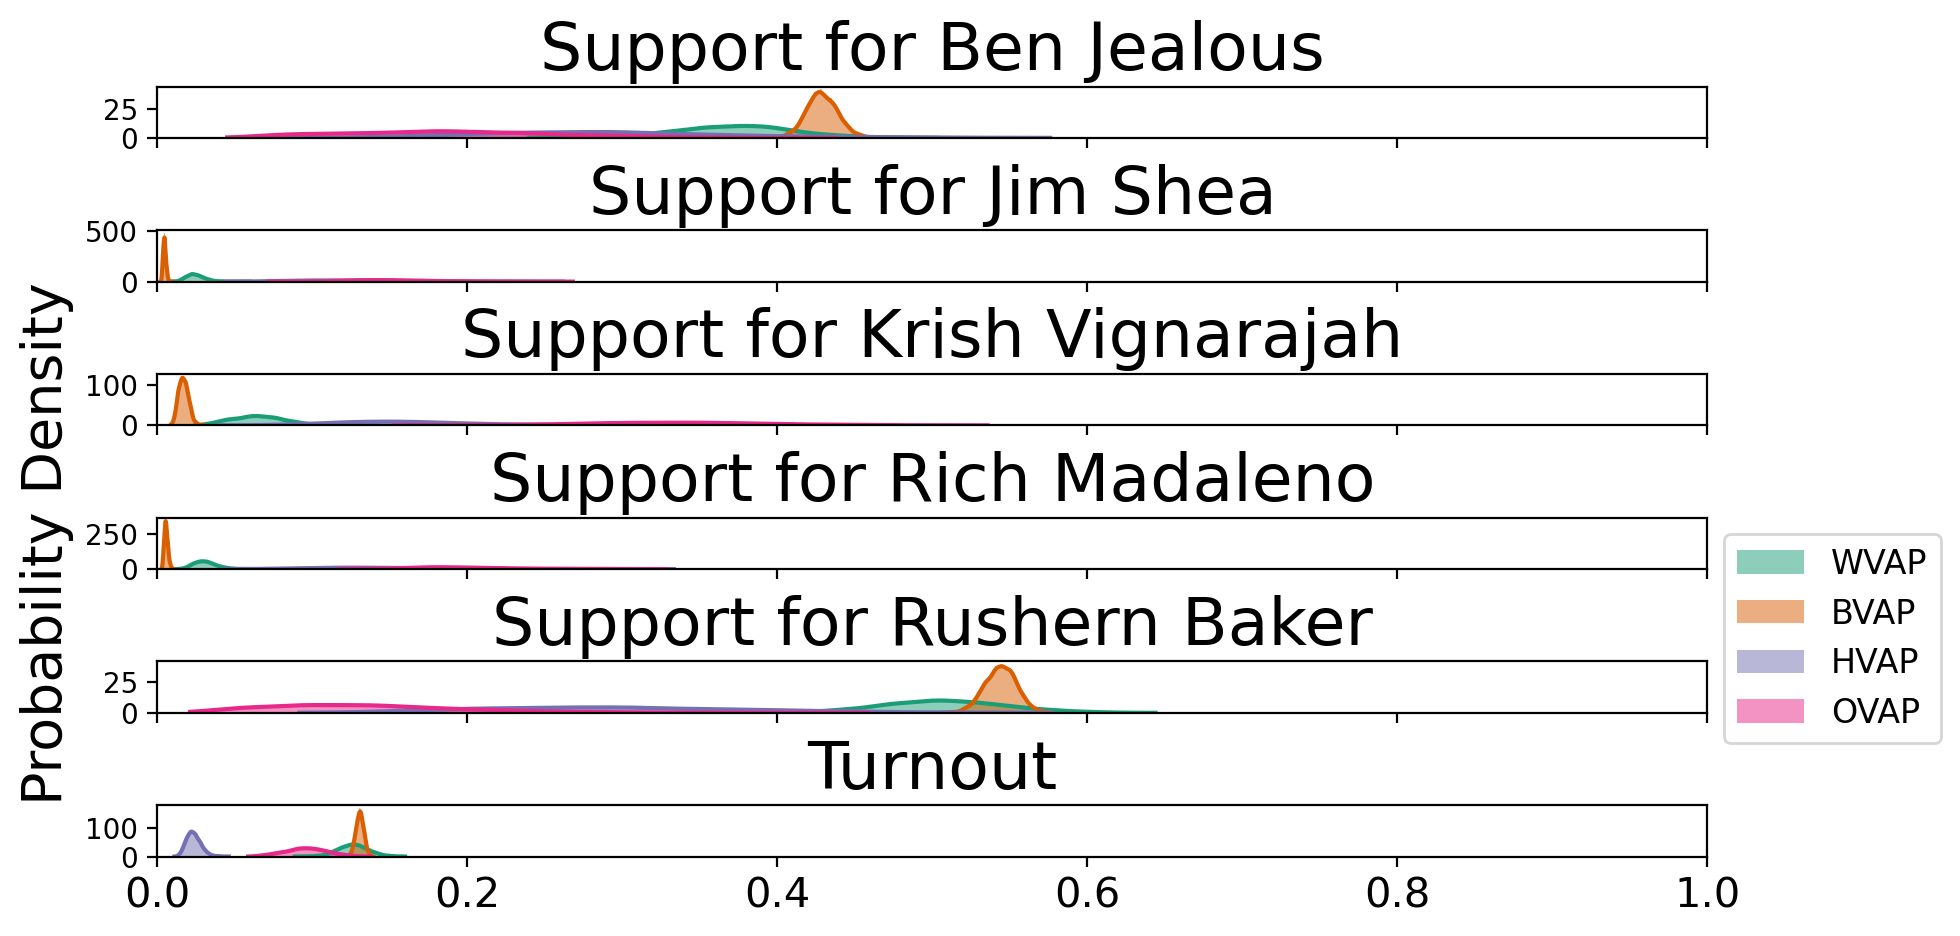 Support for Ben Jealous
25
0
Support for Jim Shea
500
0
Support for Krish Vignarajah
100
0
Support for Rich Madaleno
250
0
Support for Rushern Baker
25
0
Turnout
100
0
0.0 0.2 0.4 0.6 0.8 1.0
Probability Density
WVAP
BVAP
HVAP
OVAP